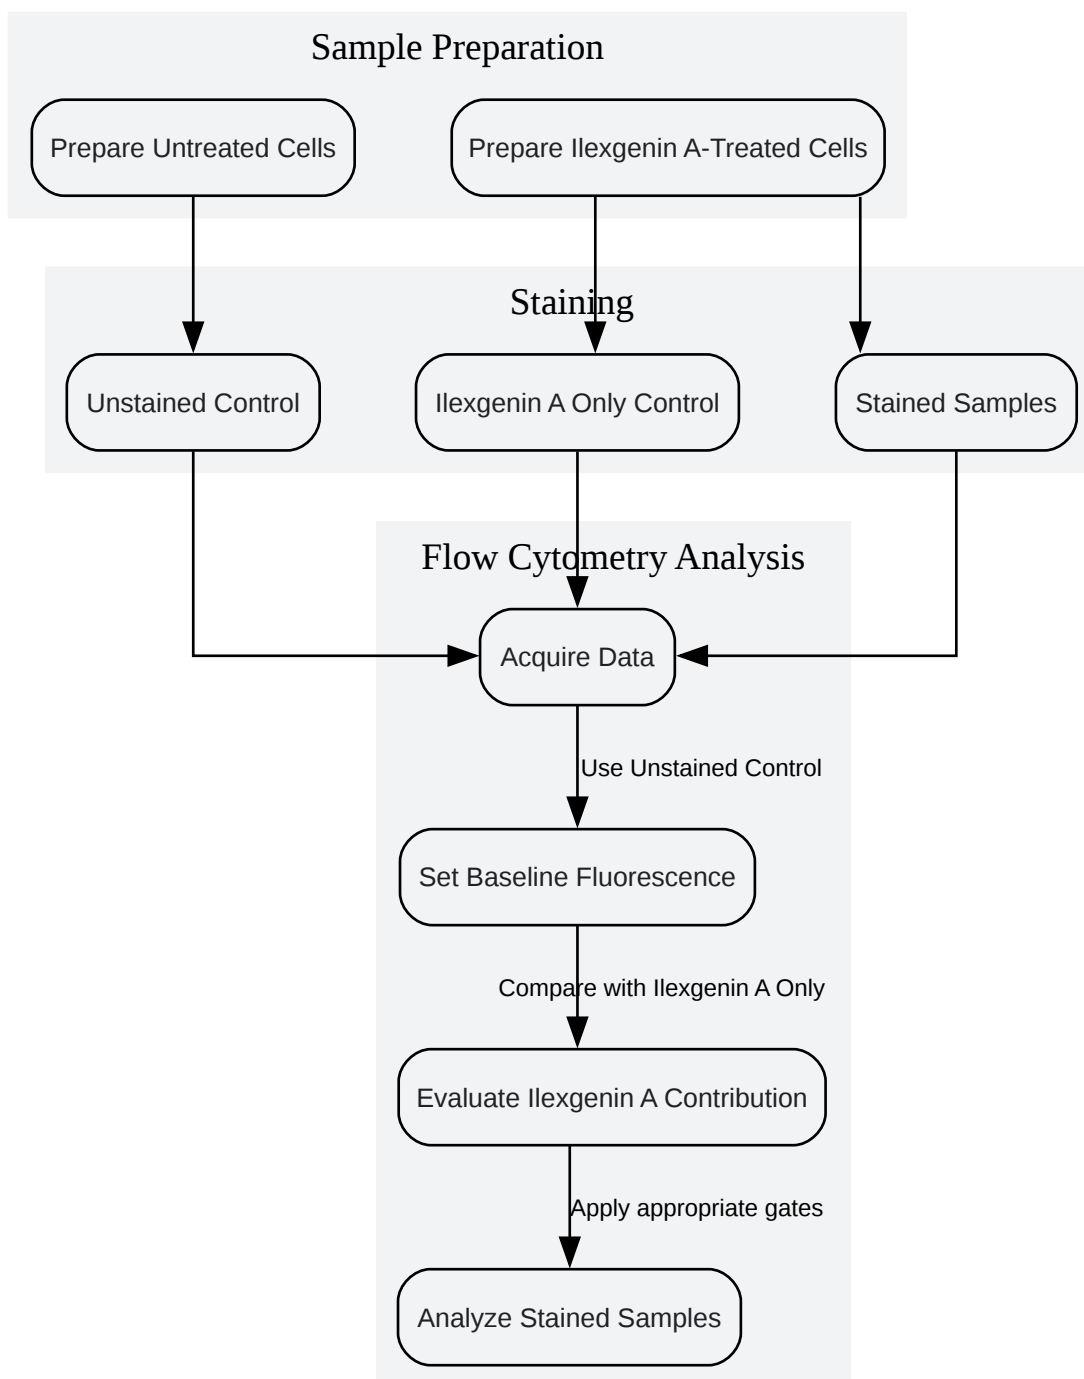 Sample Preparation
Prepare Untreated Cells
Prepare Ilexgenin A-Treated Cells
Staining
Unstained Control
Ilexgenin A Only Control
Stained Samples
Flow Cytometry Analysis
Acquire Data
Use Unstained Control
Set Baseline Fluorescence
Compare with Ilexgenin A Only
Evaluate Ilexgenin A Contribution
Apply appropriate gates
Analyze Stained Samples